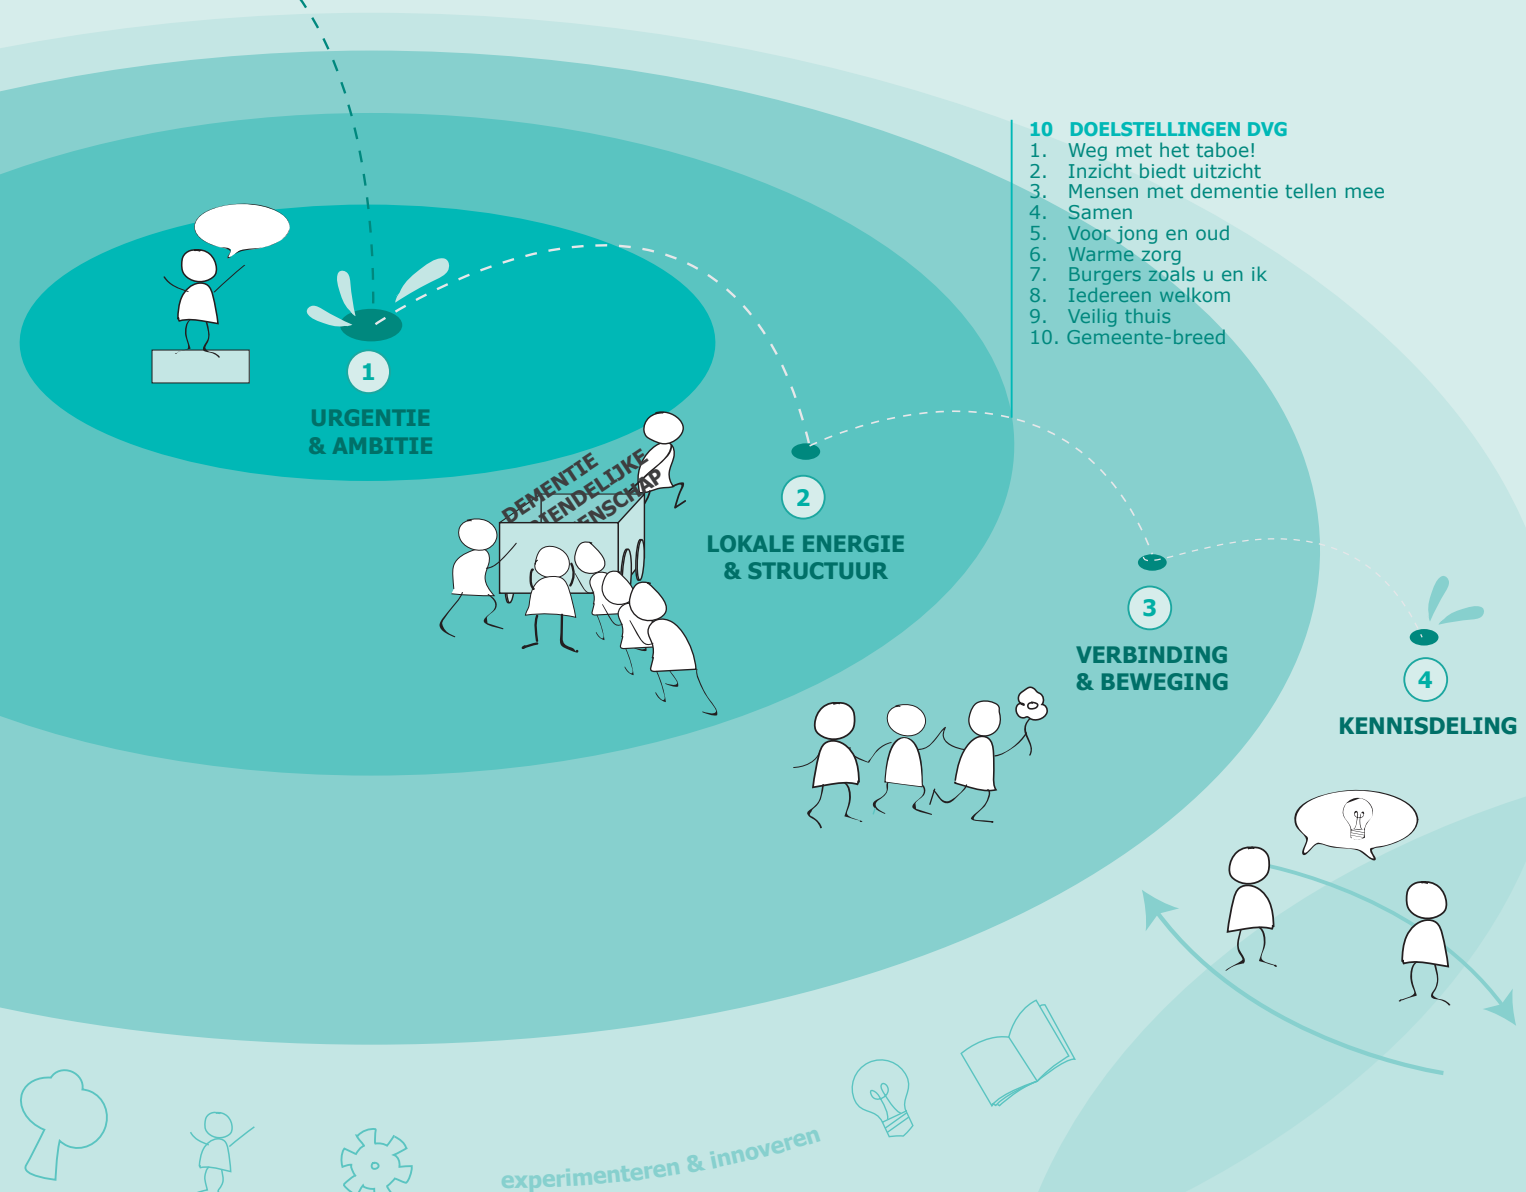 10 DOELSTELLINGEN DVG
1. Weg met het taboe!
2. Inzicht biedt uitzicht
3. Mensen met dementie tellen mee
4. Samen
5. Voor jong en oud
6. Warme zorg
7. Burgers zoals u en ik
8. Iedereen welkom
9. Veilig thuis
10. Gemeente-breed
1
URGENTIE
& AMBITIE
DEMENTIE
IENDELIJKE
ENSCHAP
2
LOKALE ENERGIE
& STRUCTUUR
3
VERBINDING
& BEWEGING
4
KENNISDELING
experimenteren & innoveren